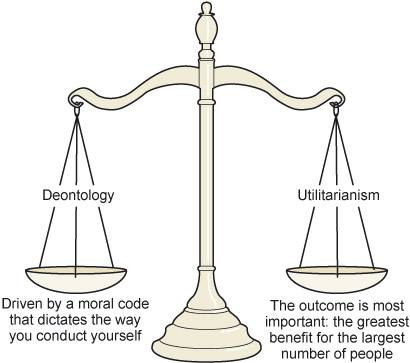 Deontology
Utilitarianism
Driven by a moral code
that dictates the way
you conduct yourself
The outcome is most
important: the greatest
benefit for the largest
number of people